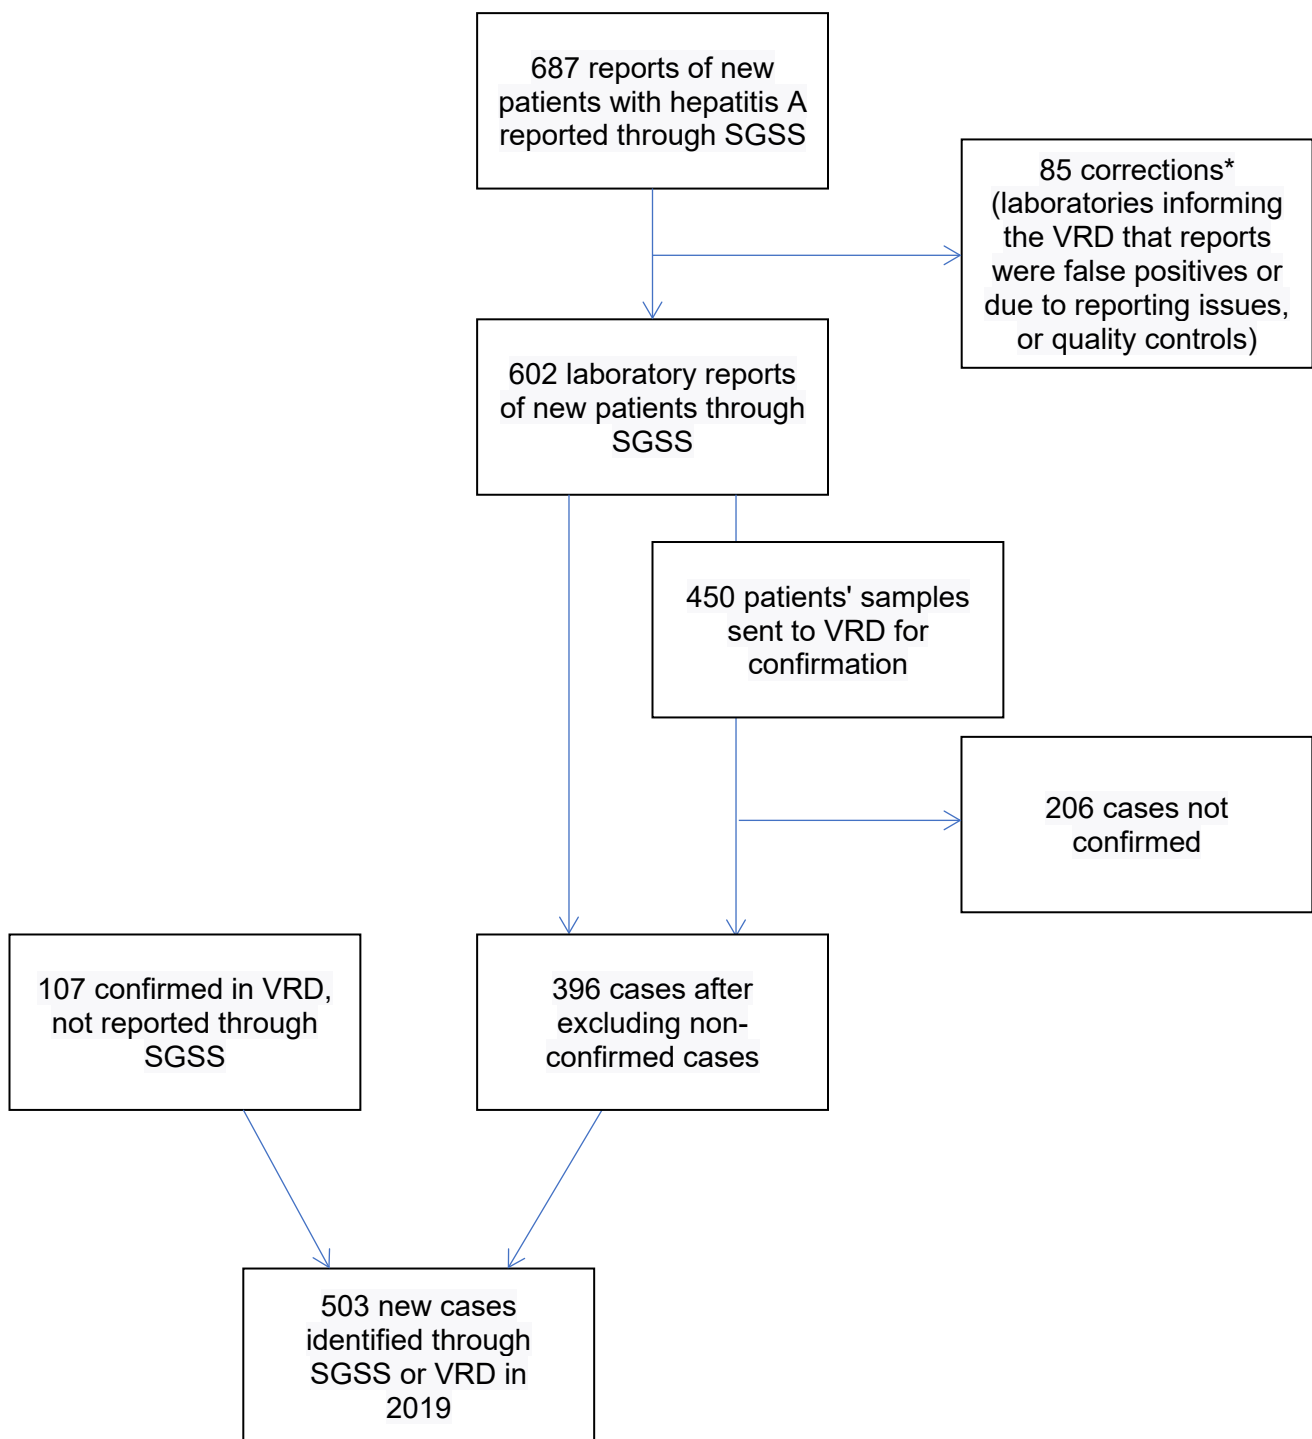 687 reports of new
patients with hepatitis A
reported through SGSS
85 corrections*
(laboratories informing
the VRD that reports
were false positives or
due to reporting issues,
or quality controls)
602 laboratory reports
of new patients through
SGSS
450 patients' samples
sent to VRD for
confirmation
206 cases not
confirmed
107 confirmed in VRD,
not reported through
SGSS
396 cases after
excluding non-
confirmed cases
503 new cases
identified through
SGSS or VRD in
2019